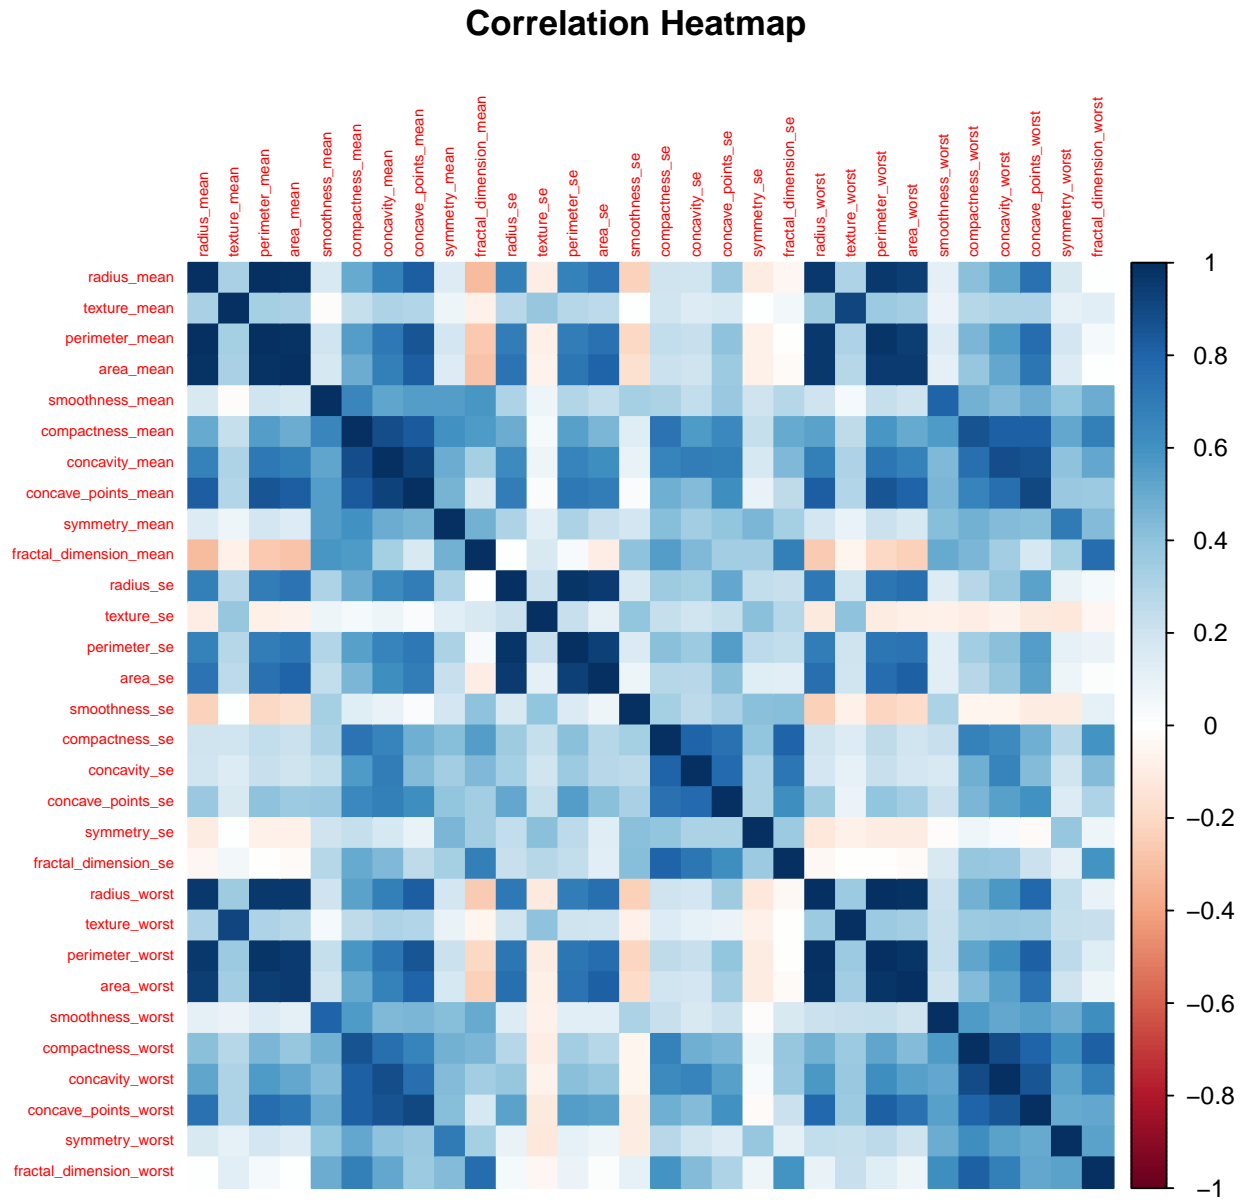 Correlation Heatmap
radius_mean
texture_mean
perimeter_mean
area_mean
smoothness_mean
compactness_mean
concavity_mean
concave_points_mean
symmetry_mean
fractal_dimension_mean
radius_se
texture_se
perimeter_se
area_se
smoothness_se
compactness_se
concavity_se
concave_points_se
symmetry_se
fractal_dimension_se
radius_worst
texture_worst
perimeter_worst
area_worst
smoothness_worst
compactness_worst
concavity_worst
concave_points_worst
symmetry_worst
fractal_dimension_worst
radius_mean
texture_mean
perimeter_mean
area_mean
smoothness_mean
compactness_mean
concavity_mean
concave_points_mean
symmetry_mean
fractal_dimension_mean
radius_se
texture_se
perimeter_se
area_se
smoothness_se
compactness_se
concavity_se
concave_points_se
symmetry_se
fractal_dimension_se
radius_worst
texture_worst
perimeter_worst
area_worst
smoothness_worst
compactness_worst
concavity_worst
concave_points_worst
symmetry_worst
fractal_dimension_worst
1
0.8
0.6
0.4
0.2
0
−0.2
−0.4
−0.6
−0.8
−1